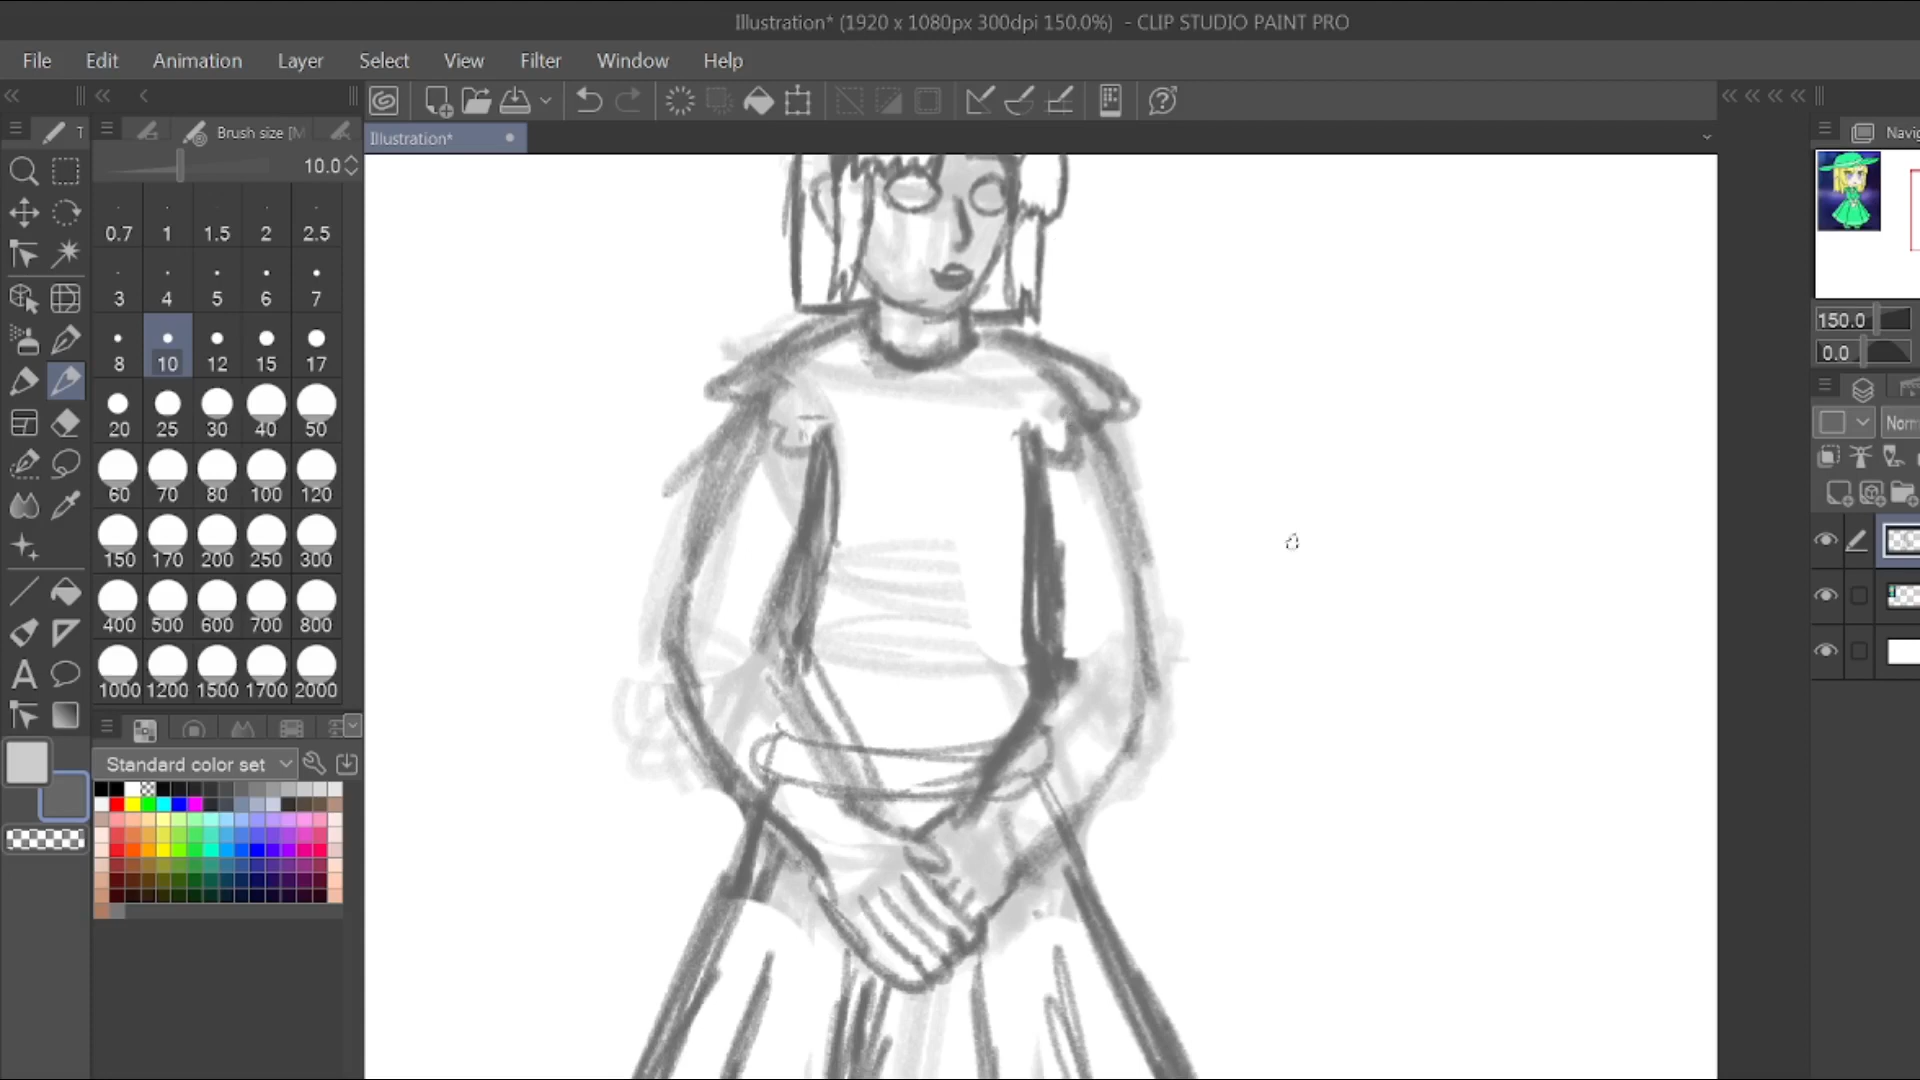 Illustration* (1920 x 1080px 300dpi 150.0%) - CLIP STUDIO PAINT PRO
File Edit Animation Layer Select View Filter Window Help
T Brush size [M Illustration* Navig
10.0
0.7 1 1.5 2 2.5
3 4 5 6 7
8 10 12 15 17
20 25 30 40 50
60 70 80 100 120
150 170 200 250 300
400 500 600 700 800
1000 1200 1500 1700 2000
Standard color set
150.0
0.0
Norm